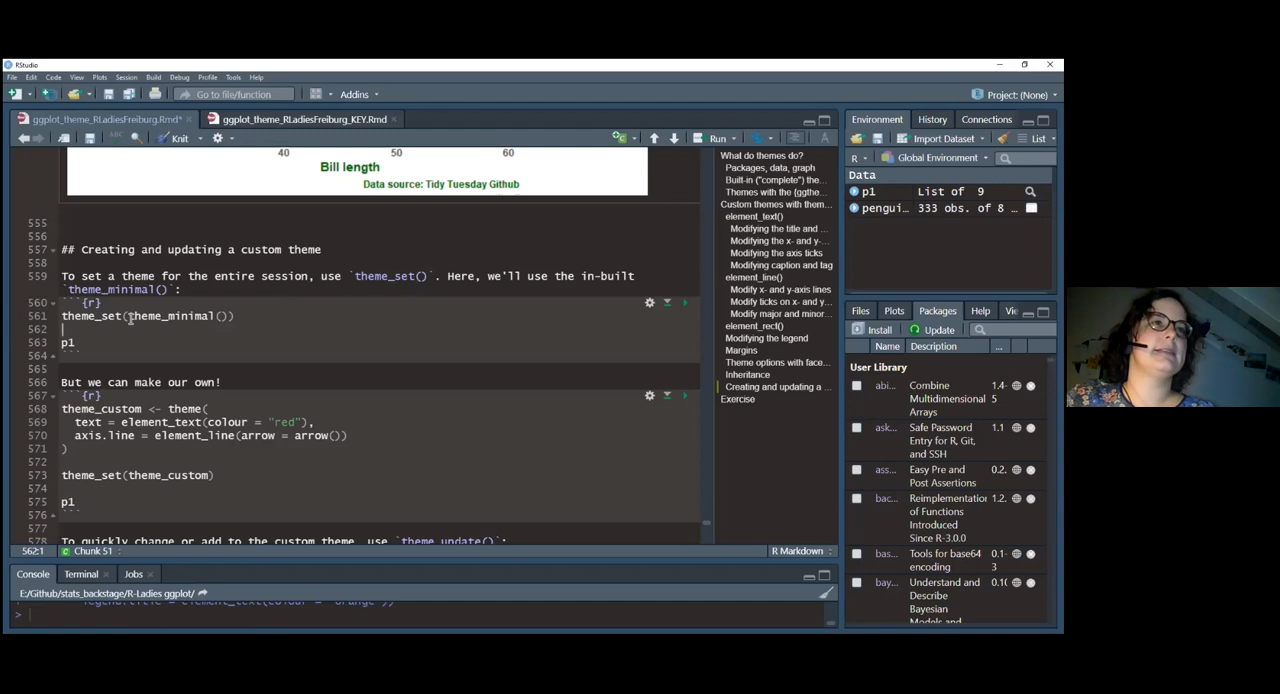 RStudio
File Edit Code View Plots Session Build Debug Profile Tools Help
Go to file/function
Addins
Project: (None)
ggplot_theme_RLadiesFreiburg.Rmd*
ggplot_theme_RLadiesFreiburg_KEY.Rmd
Knit
Run
40 50 60
Bill length
Data source: Tidy Tuesday Github
555
556
557 ## Creating and updating a custom theme
558
559 To set a theme for the entire session, use `theme_set()`. Here, we'll use the in-built
`theme_minimal()`:
560 ```{r}
561 theme_set(theme_minimal())
562
563 p1
564 ```
565
566 But we can make our own!
567 ```{r}
568 theme_custom <- theme(
569 text = element_text(colour = "red"),
570 axis.line = element_line(arrow = arrow())
571 )
572
573 theme_set(theme_custom)
574
575 p1
576 ```
577
578 To quickly change or add to the custom theme, use `theme_update()`:
562:1 Chunk 51 R Markdown
What do themes do?
Packages, data, graph
Built-in ("complete") the...
Themes with the {ggthe...
Custom themes with them...
element_text()
Modifying the title and ...
Modifying the x- and y-...
Modifying the axis ticks
Modifying caption and tag
element_line()
Modify x- and y-axis lines
Modify ticks on x- and y...
Modify major and minor...
element_rect()
Modifying the legend
Margins
Theme options with face...
Inheritance
Creating and updating a ...
Exercise
Console Terminal Jobs
E:/Github/stats_backstage/R-Ladies ggplot/
legend.title = element_text(colour = "orange"))
>
Environment History Connections
Import Dataset List
R Global Environment
Data
p1 List of 9
pengui... 333 obs. of 8 ...
Files Plots Packages Help Vi
Install Update
Name Description ...
User Library
abi... Combine Multidimensional Arrays 1.4-5
ask... Safe Password Entry for R, Git, and SSH 1.1
ass... Easy Pre and Post Assertions 0.2.
bac... Reimplementation of Functions Introduced Since R-3.0.0 1.2.
bas... Tools for base64 encoding 0.1-3
bay... Understand and Describe Bayesian Models and 0.10